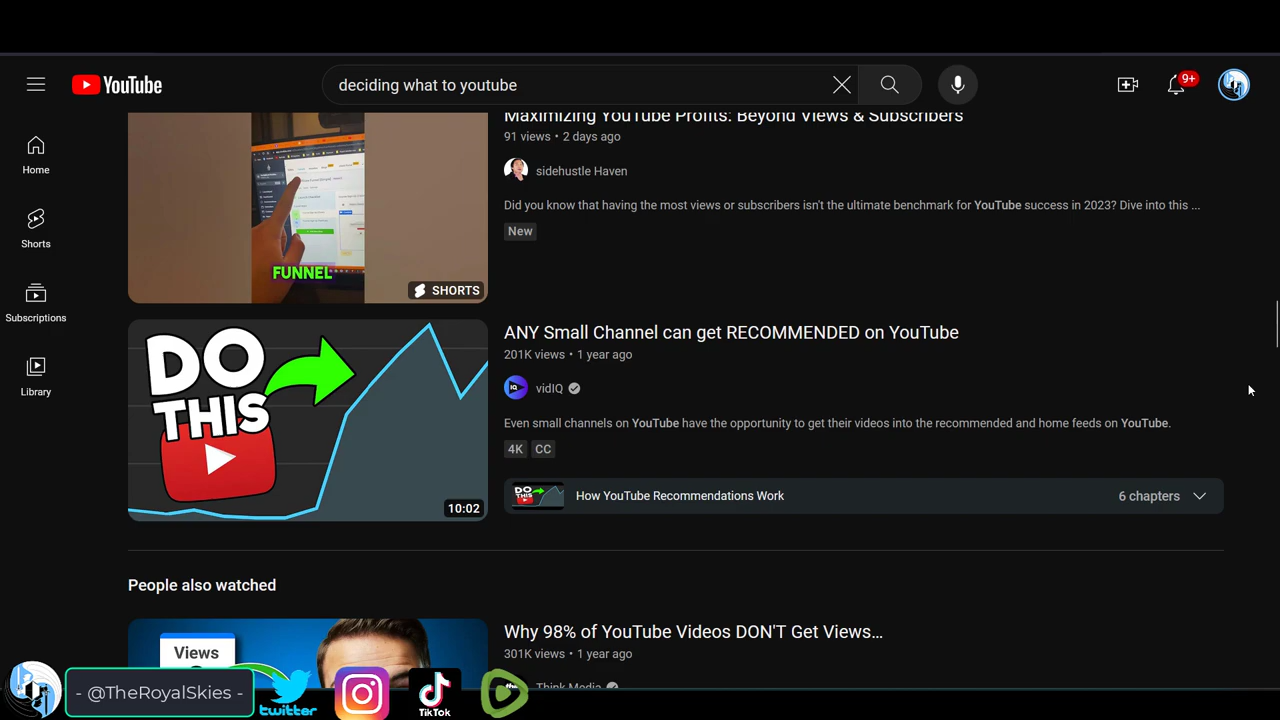 YouTube
deciding what to youtube
9+
Home
Shorts
Subscriptions
Library
FUNNEL
SHORTS
Maximizing YouTube Profits: Beyond Views & Subscribers
91 views • 2 days ago
sidehustle Haven
Did you know that having the most views or subscribers isn't the ultimate benchmark for YouTube success in 2023? Dive into this ...
New
DO
THIS
10:02
ANY Small Channel can get RECOMMENDED on YouTube
201K views • 1 year ago
IQ
vidIQ
Even small channels on YouTube have the opportunity to get their videos into the recommended and home feeds on YouTube.
4K CC
DO
THIS
How YouTube Recommendations Work
6 chapters
People also watched
Views
Why 98% of YouTube Videos DON'T Get Views...
301K views • 1 year ago
Think Media
- @TheRoyalSkies -
twitter
TikTok